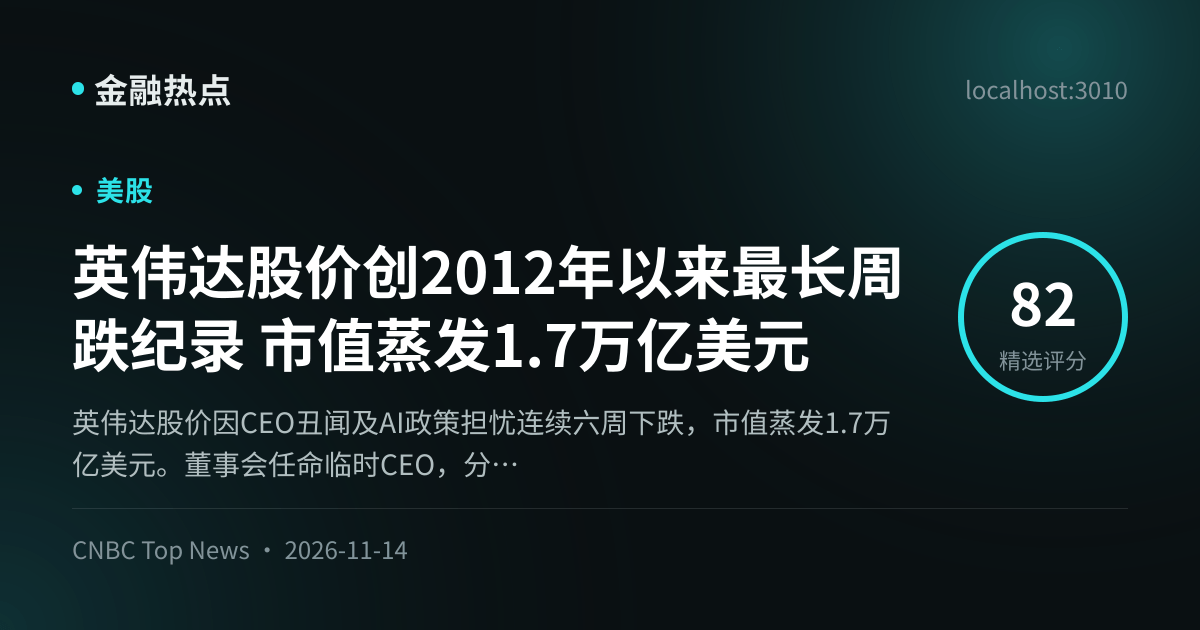 金融热点
localhost:3010
美股
英伟达股价创2012年以来最长周
跌纪录 市值蒸发1.7万亿美元
82
精选评分
英伟达股价因CEO丑闻及AI政策担忧连续六周下跌，市值蒸发1.7万
亿美元。董事会任命临时CEO，分…
CNBC Top News • 2026-11-14